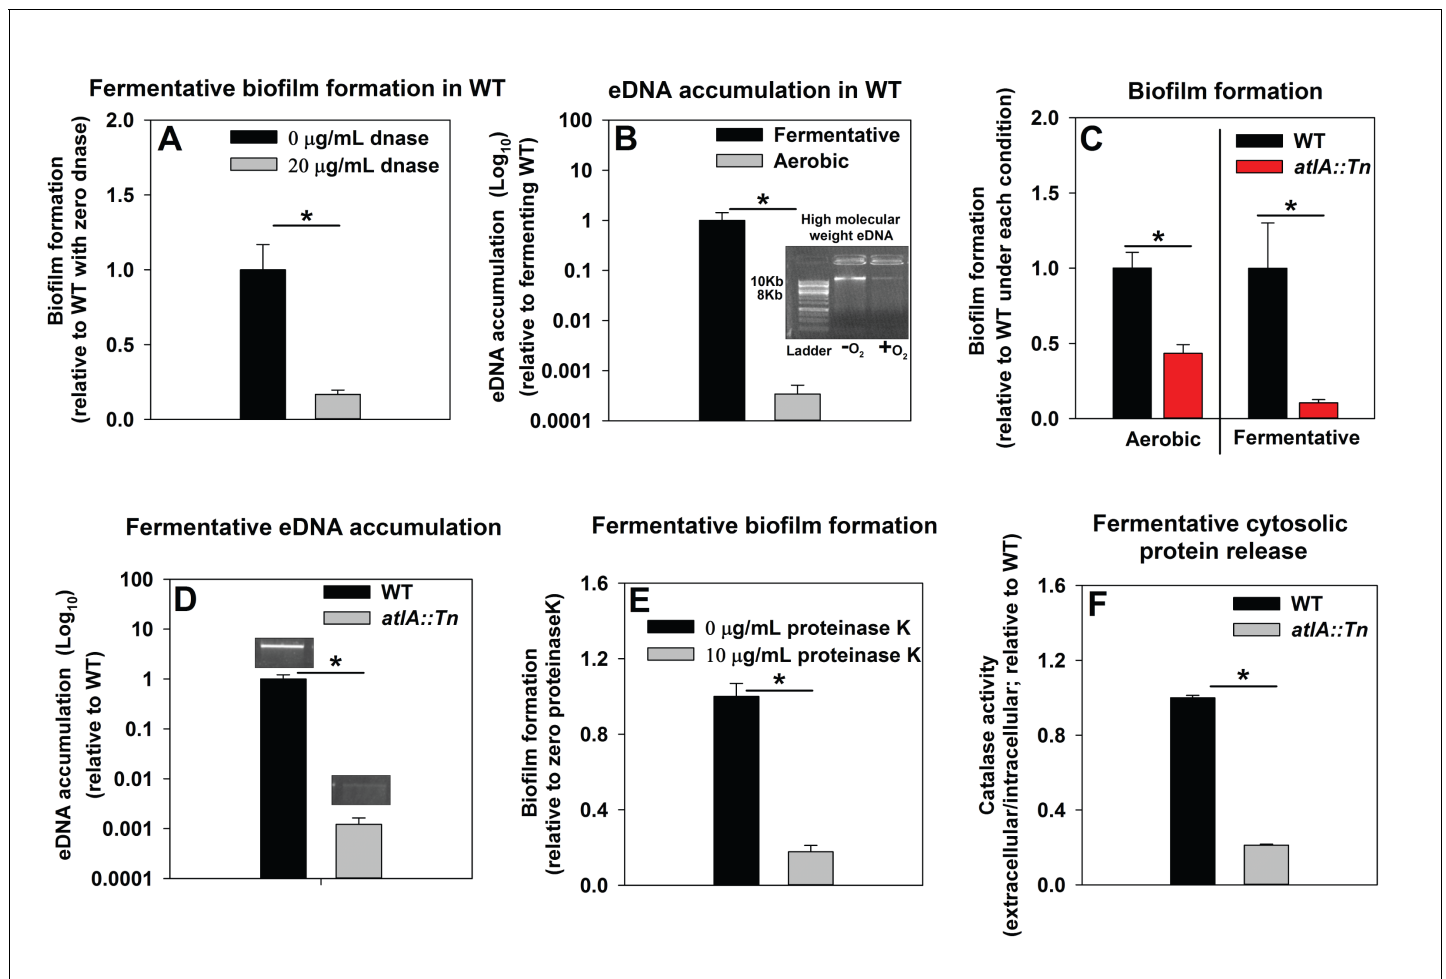 Fermentative biofilm formation in WT
Biofilm formation
(relative to WT with zero dnase)
2.0
1.5
1.0
0.5
0.0
A
0 µg/mL dnase
20 µg/mL dnase
*
eDNA accumulation in WT
eDNA accumulation (Log10)
(relative to fermenting WT)
100
10
1
0.1
0.01
0.001
0.0001
B
Fermentative
Aerobic
*
High molecular
weight eDNA
10Kb
8Kb
Ladder -O2 +O2
Biofilm formation
Biofilm formation
(relative to WT under each condition)
2.0
1.5
1.0
0.5
0.0
C
WT
atlA::Tn
*
*
Aerobic Fermentative
Fermentative eDNA accumulation
eDNA accumulation (Log10)
(relative to WT)
100
10
1
0.1
0.01
0.001
0.0001
D
WT
atlA::Tn
*
Fermentative biofilm formation
Biofilm formation
(relative to zero proteinaseK)
1.6
1.2
0.8
0.4
0.0
E
0 µg/mL proteinase K
10 µg/mL proteinase K
*
Fermentative cytosolic
protein release
Catalase activity
(extracellular/intracellular; relative to WT)
1.6
1.2
0.8
0.4
0.0
F
WT
atlA::Tn
*